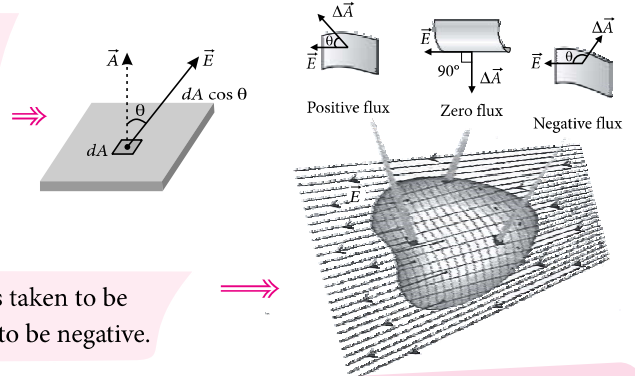 A⃗
E⃗
θ
dA cos θ
dA
ΔA⃗
θ
E⃗
Positive flux
E⃗
90°
ΔA⃗
Zero flux
ΔA⃗
θ
E⃗
Negative flux
E⃗
s taken to be
to be negative.